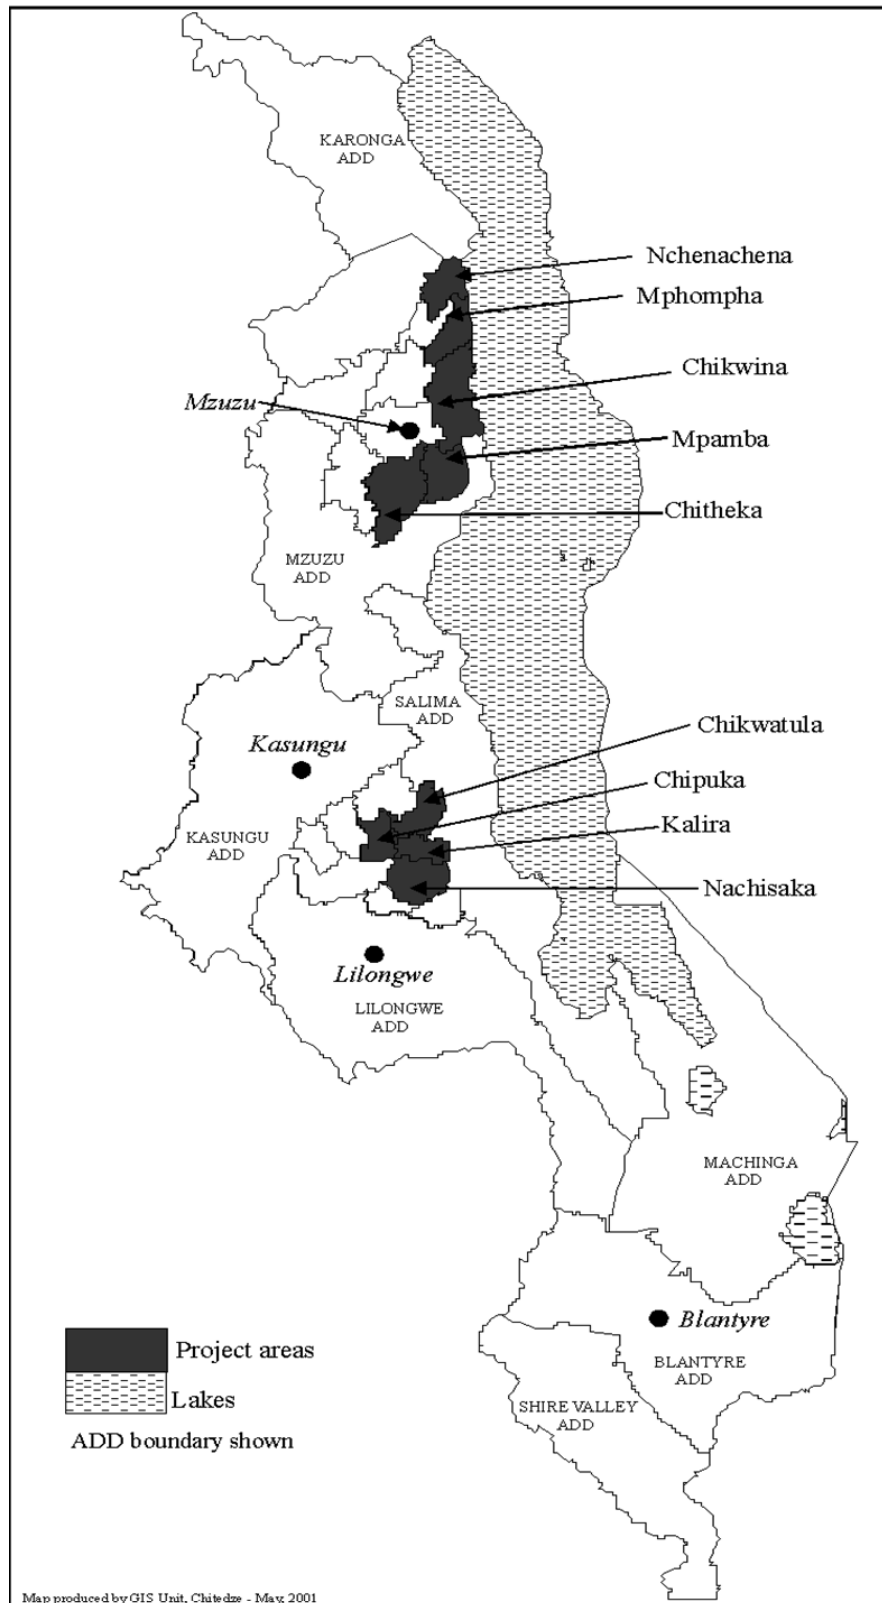 KARONGA
ADD
Nchenachena
Mphompha
Chikwina
Mzuzu
Mpamba
Chitheka
MZUZU
ADD
SALIMA
ADD
Chikwatula
Kasungu
Chipuka
Kalira
KASUNGU
ADD
Nachisaka
Lilongwe
LILONGWE
ADD
MACHINGA
ADD
Blantyre
BLANTYRE
ADD
SHIRE VALLEY
ADD
Project areas
Lakes
ADD boundary shown
Map produced by GIS Unit, Chitedze - May, 2001